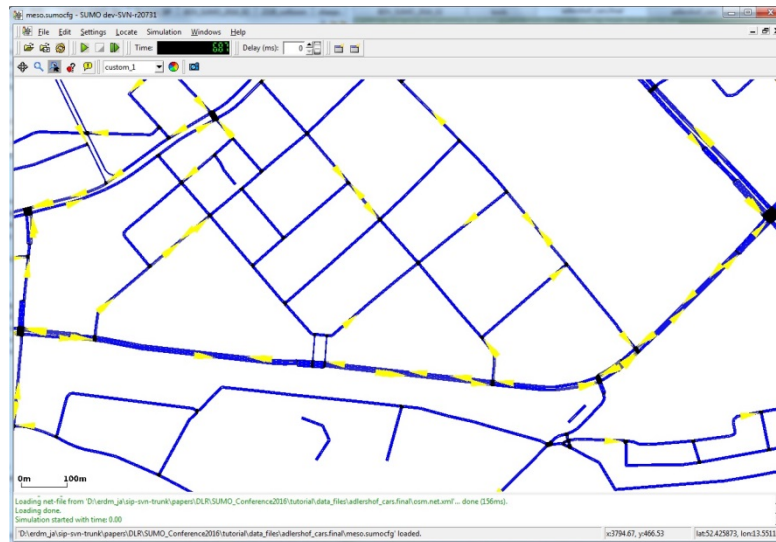 meso.sumocfg - SUMO dev-SVN-r20731
File Edit Settings Locate Simulation Windows Help
Time: 687 Delay (ms): 0
custom_1
0m 100m
Loading net-file from 'D:\erdm_ja\sip-svn-trunk\papers\DLR\SUMO_Conference2016\tutorial\data_files\adlershof_cars.final\osm.net.xml'... done (156ms).
Loading done.
Simulation started with time: 0.00
'D:\erdm_ja\sip-svn-trunk\papers\DLR\SUMO_Conference2016\tutorial\data_files\adlershof_cars.final\meso.sumocfg' loaded. x:3794.67, y:466.53 lat:52.425873, lon:13.5511